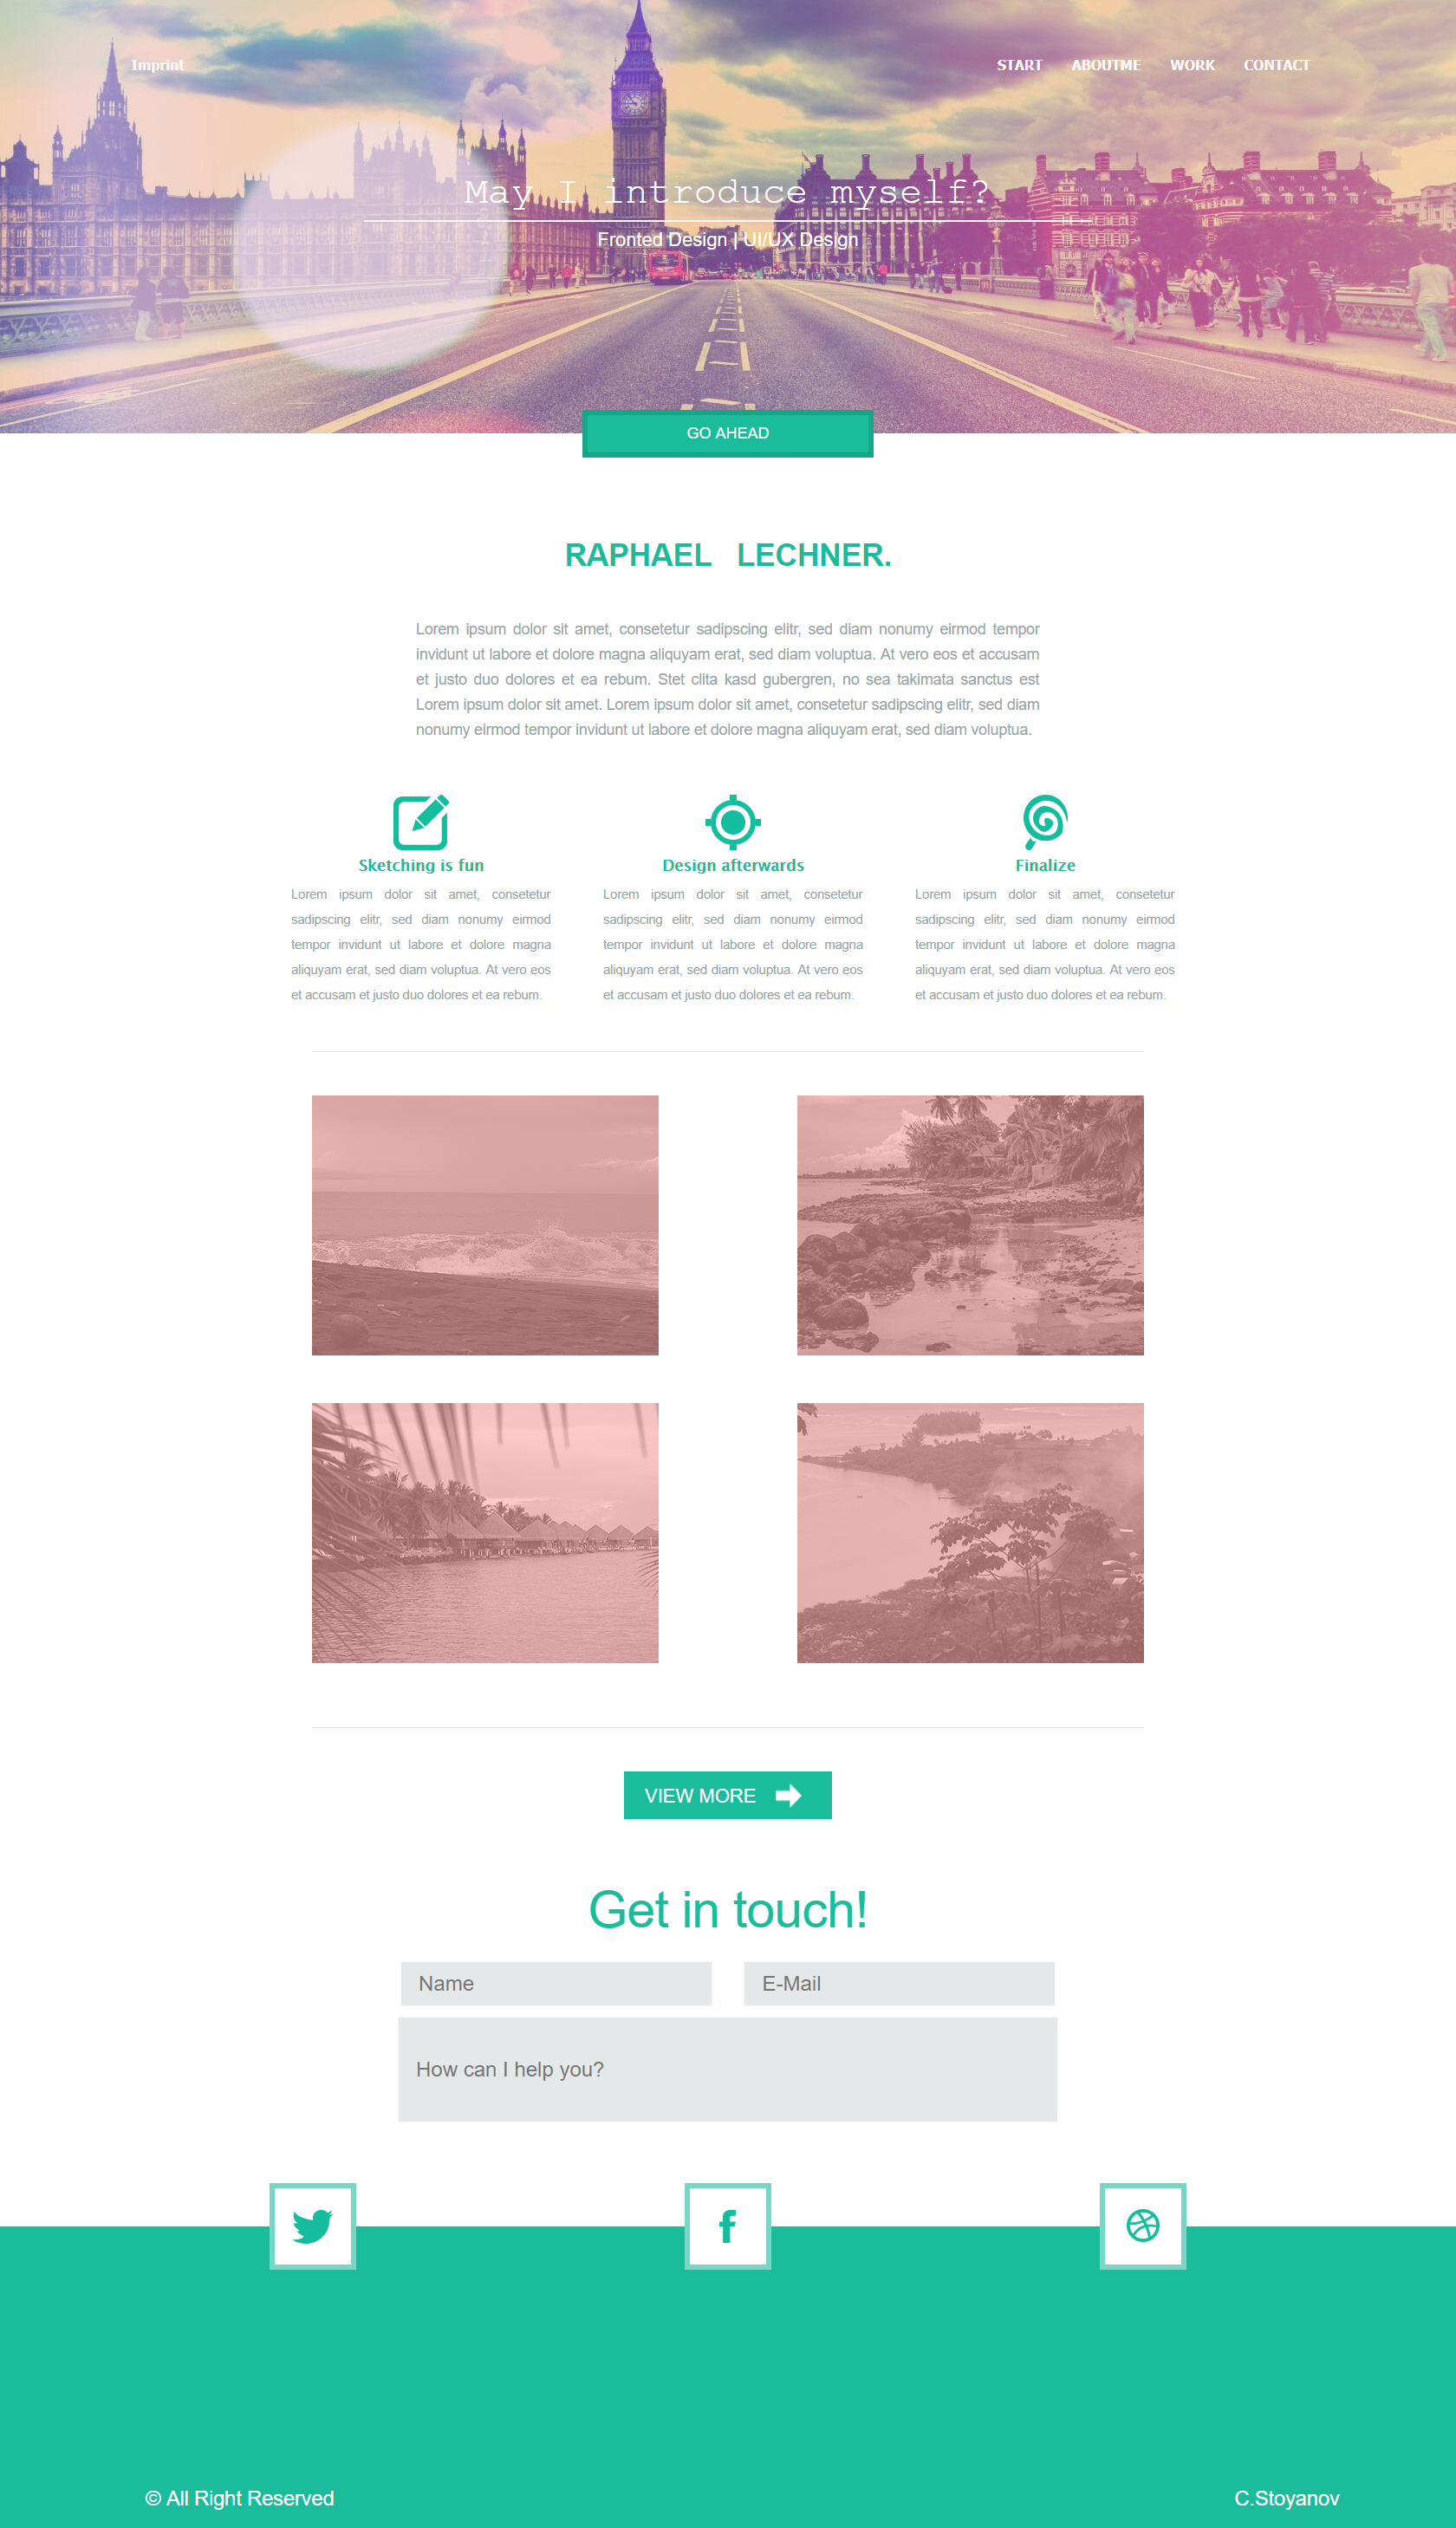 Imprint
START ABOUTME WORK CONTACT
May I introduce myself?
Fronted Design | UI/UX Design
GO AHEAD
RAPHAEL LECHNER.
Lorem ipsum dolor sit amet, consetetur sadipscing elitr, sed diam nonumy eirmod tempor
invidunt ut labore et dolore magna aliquyam erat, sed diam voluptua. At vero eos et accusam
et justo duo dolores et ea rebum. Stet clita kasd gubergren, no sea takimata sanctus est
Lorem ipsum dolor sit amet. Lorem ipsum dolor sit amet, consetetur sadipscing elitr, sed diam
nonumy eirmod tempor invidunt ut labore et dolore magna aliquyam erat, sed diam voluptua.
Sketching is fun
Lorem ipsum dolor sit amet, consetetur
sadipscing elitr, sed diam nonumy eirmod
tempor invidunt ut labore et dolore magna
aliquyam erat, sed diam voluptua. At vero eos
et accusam et justo duo dolores et ea rebum.
Design afterwards
Lorem ipsum dolor sit amet, consetetur
sadipscing elitr, sed diam nonumy eirmod
tempor invidunt ut labore et dolore magna
aliquyam erat, sed diam voluptua. At vero eos
et accusam et justo duo dolores et ea rebum.
Finalize
Lorem ipsum dolor sit amet, consetetur
sadipscing elitr, sed diam nonumy eirmod
tempor invidunt ut labore et dolore magna
aliquyam erat, sed diam voluptua. At vero eos
et accusam et justo duo dolores et ea rebum.
VIEW MORE
Get in touch!
Name
E-Mail
How can I help you?
© All Right Reserved
C.Stoyanov